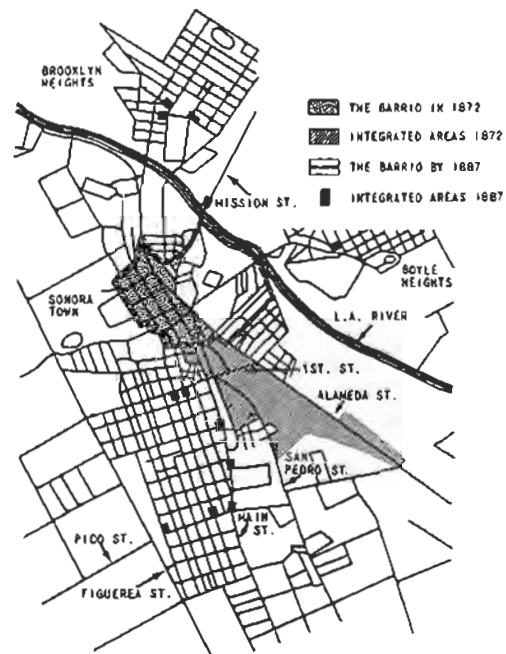 BROOKLYN
HEIGHTS
THE BARRIO IN 1872
INTEGRATED AREAS 1872
THE BARRIO BY 1887
INTEGRATED AREAS 1887
MISSION ST.
SONORA
TOWN
BOYLE
HEIGHTS
L.A. RIVER
1ST. ST.
ALAMEDA ST.
SAN
PEDRO ST.
MAIN
ST.
PICO ST.
FIGUEREA ST.